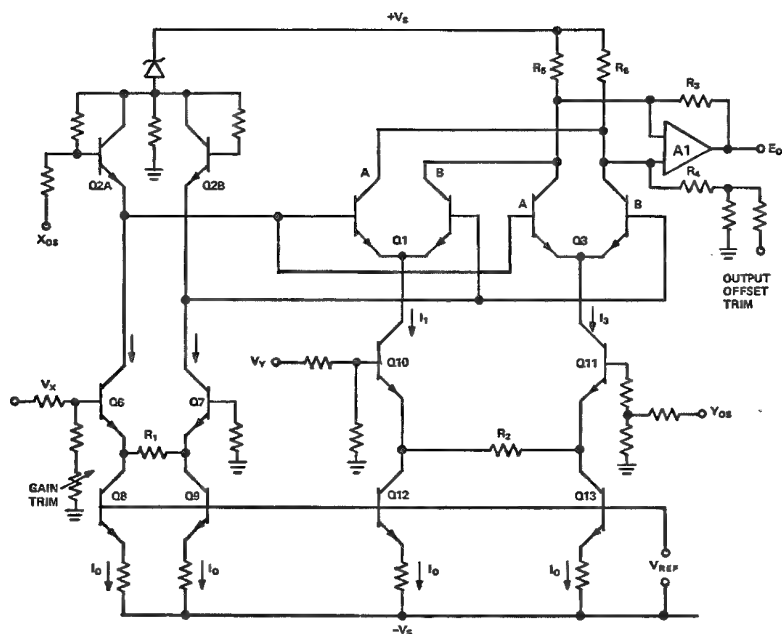 +Vs
R5
R6
R3
A1
E0
Q2A
Q2B
A
B
A
B
R4
XOS
Q1
Q3
OUTPUT
OFFSET
TRIM
I1
I3
VY
Q10
Q11
VX
Q6
Q7
YOS
R1
R2
GAIN
TRIM
Q8
Q9
Q12
Q13
IO
IO
IO
IO
VREF
-Vs